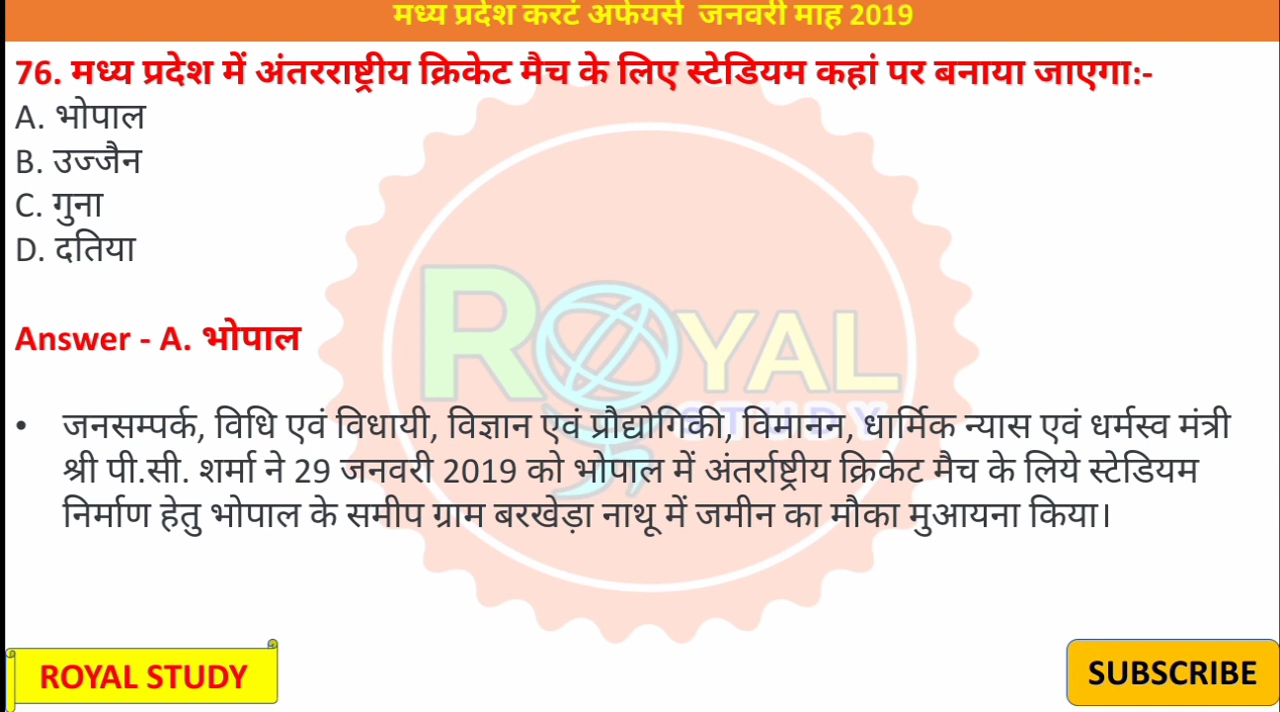 मध्य प्रदेश करटं अफेयर्स जनवरी माह 2019
76. मध्य प्रदेश में अंतरराष्ट्रीय क्रिकेट मैच के लिए स्टेडियम कहां पर बनाया जाएगाः-
A. भोपाल
B. उज्जैन
C. गुना
D. दतिया
Answer - A. भोपाल
• जनसम्पर्क, विधि एवं विधायी, विज्ञान एवं प्रौद्योगिकी, विमानन, धार्मिक न्यास एवं धर्मस्व मंत्री
श्री पी.सी. शर्मा ने 29 जनवरी 2019 को भोपाल में अंतर्राष्ट्रीय क्रिकेट मैच के लिये स्टेडियम
निर्माण हेतु भोपाल के समीप ग्राम बरखेड़ा नाथू में जमीन का मौका मुआयना किया।
ROYAL
STUDY
ROYAL STUDY
SUBSCRIBE